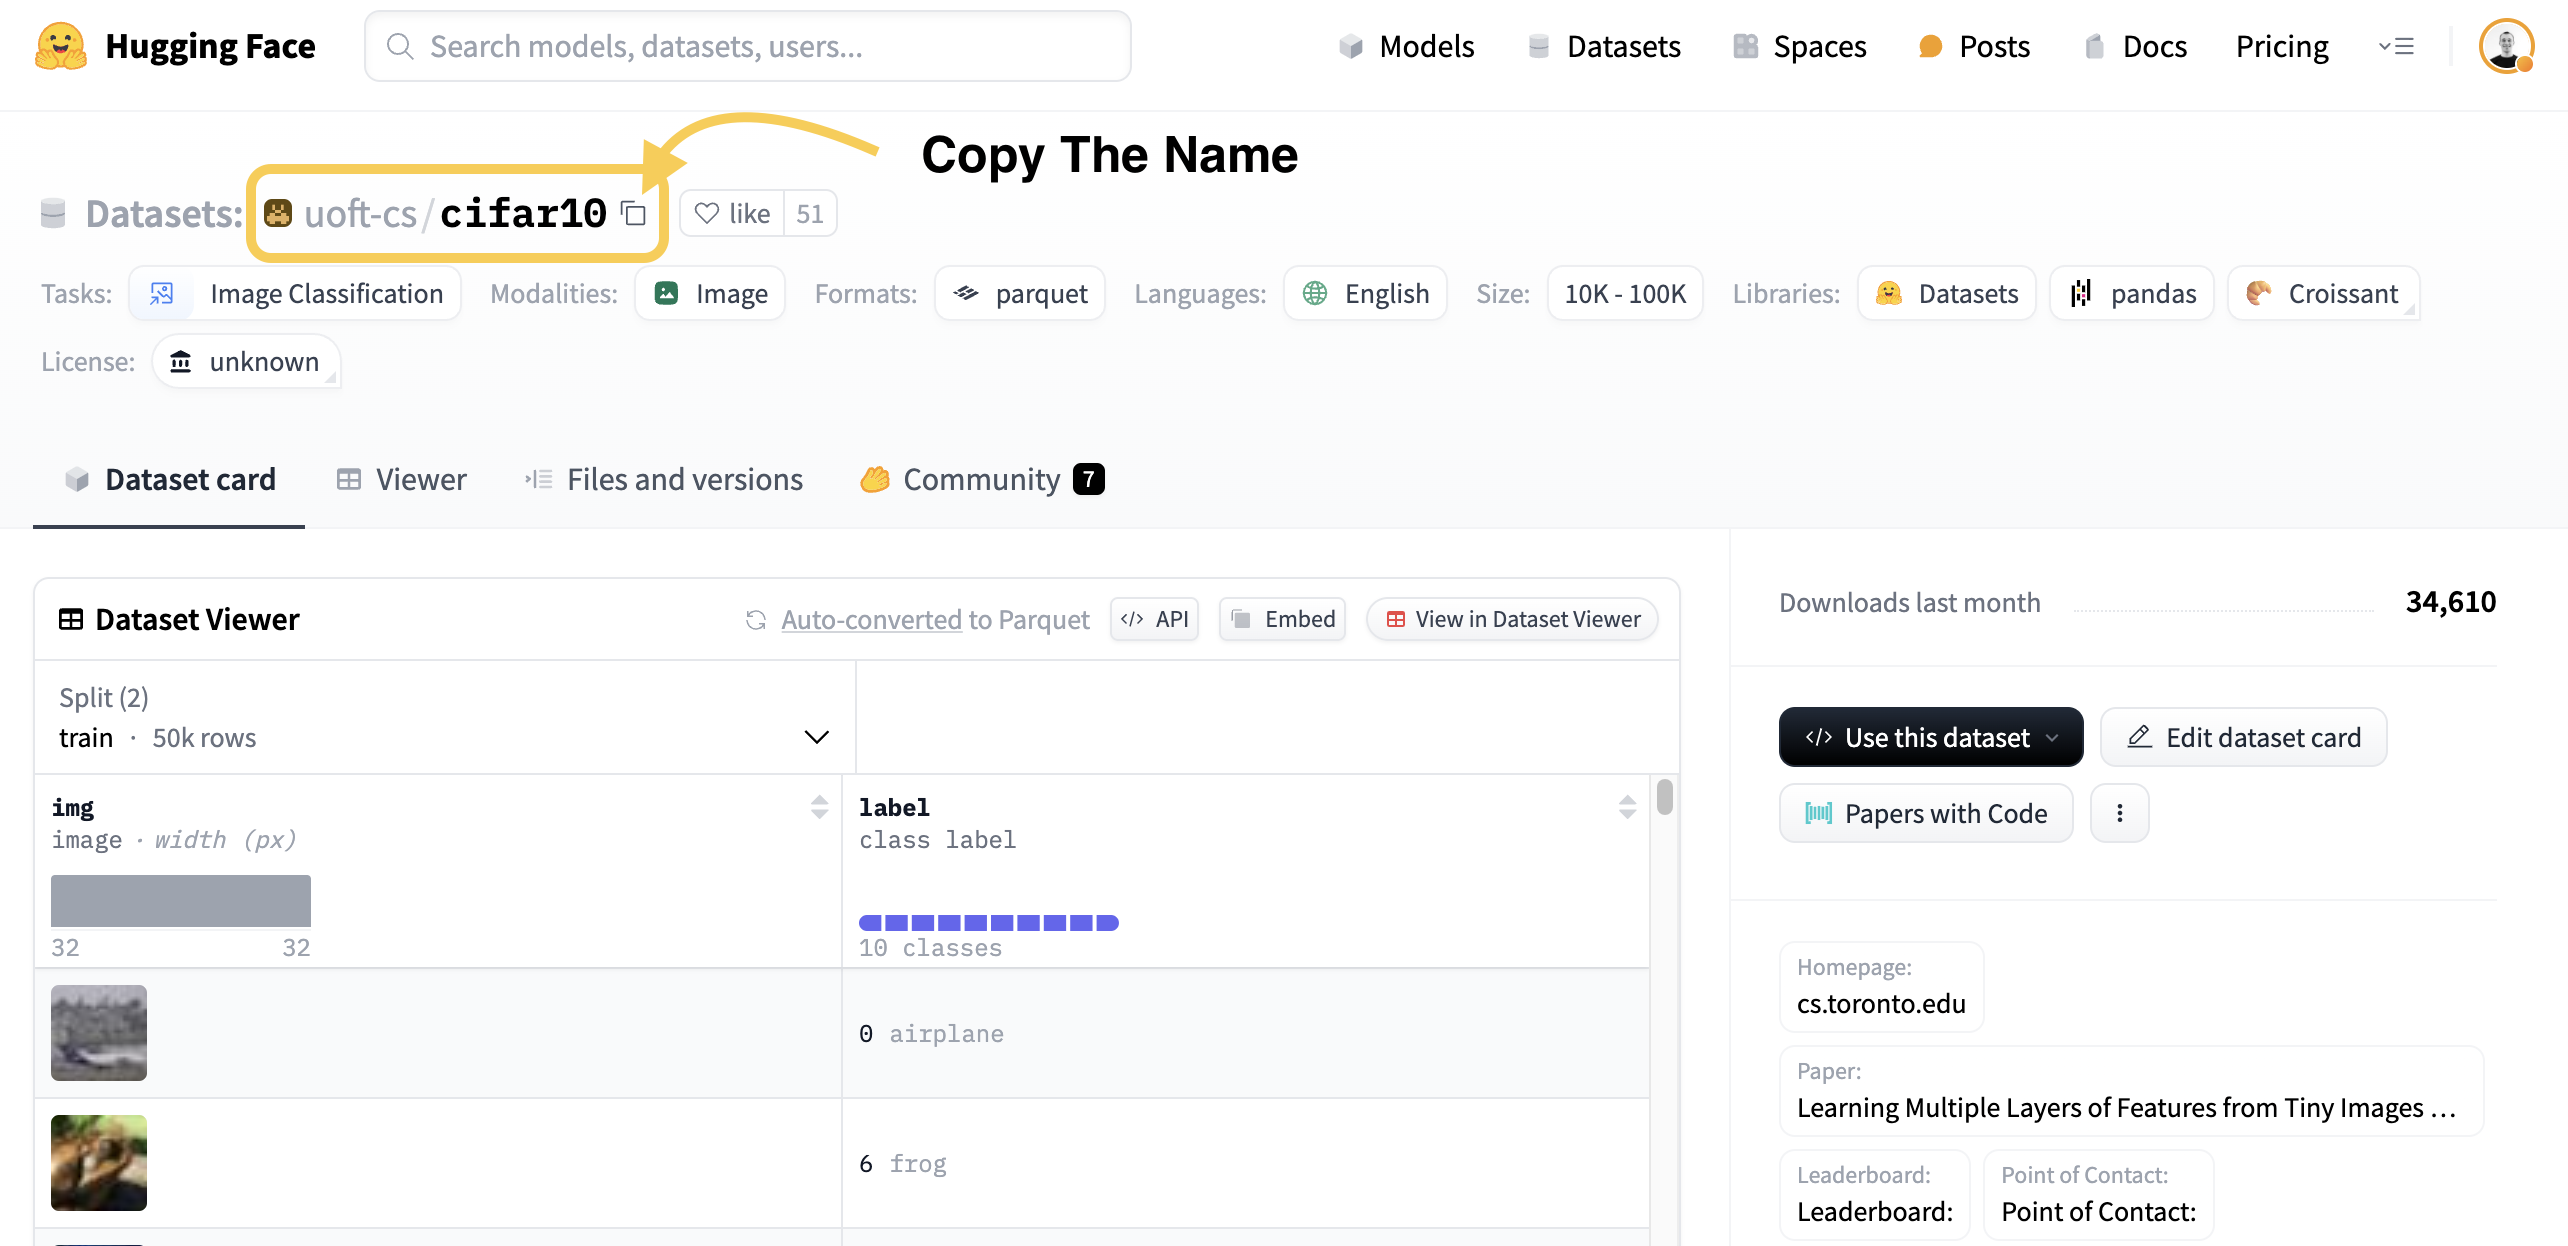 Hugging Face
Search models, datasets, users...
Models
Datasets
Spaces
Posts
Docs
Pricing
Copy The Name
Datasets: uoft-cs/cifar10
like 51
Tasks: Image Classification Modalities: Image Formats: parquet Languages: English Size: 10K - 100K Libraries: Datasets pandas Croissant
License: unknown
Dataset card
Viewer
Files and versions
Community 7
Dataset Viewer
Auto-converted to Parquet
API
Embed
View in Dataset Viewer
Split (2)
train · 50k rows
img
image · width (px)
32 32
label
class label
10 classes
0 airplane
6 frog
Downloads last month 34,610
Use this dataset
Edit dataset card
Papers with Code
Homepage:
cs.toronto.edu
Paper:
Learning Multiple Layers of Features from Tiny Images …
Leaderboard:
Leaderboard:
Point of Contact:
Point of Contact: